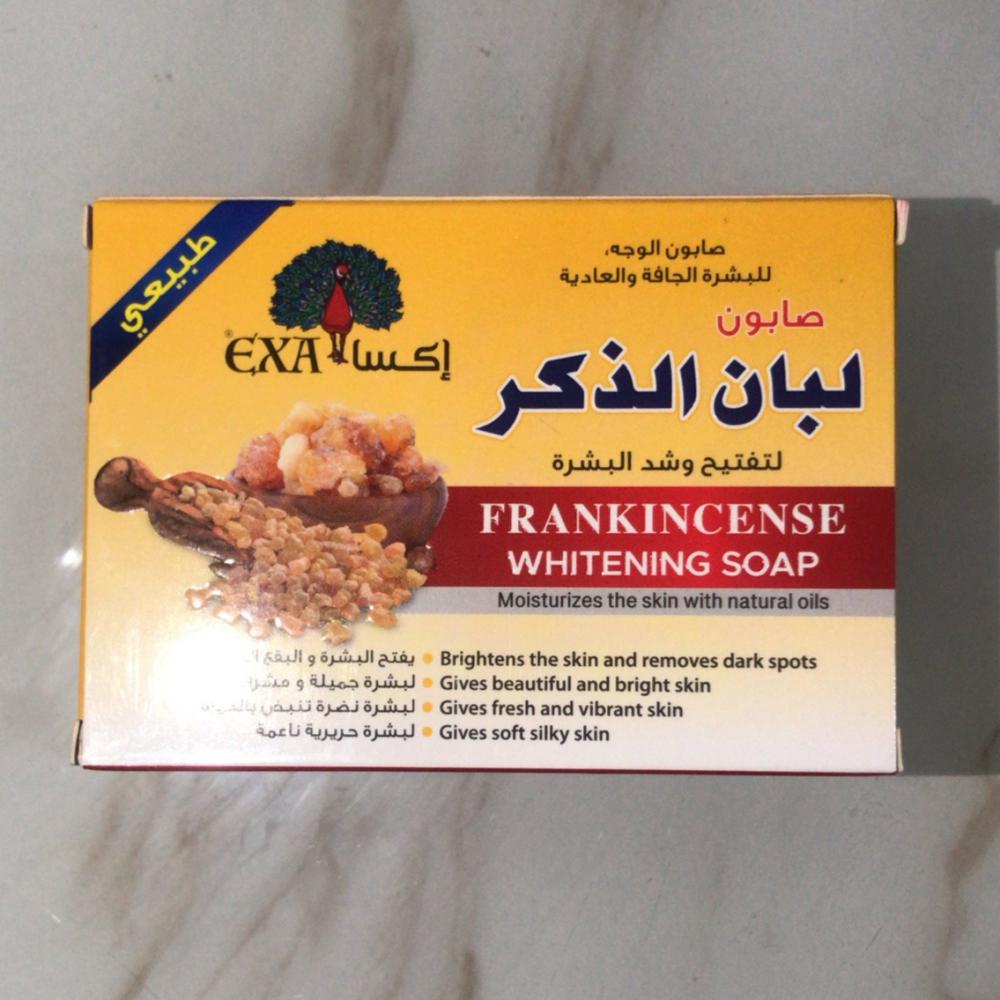 طبيعي
EXA® إكسا
صابون الوجه،
للبشرة الجافة والعادية
صابون
لبان الذكر
لتفتيح وشد البشرة
FRANKINCENSE
WHITENING SOAP
Moisturizes the skin with natural oils
يفتح البشرة و البقع
Brightens the skin and removes dark spots
لبشرة جميلة و
Gives beautiful and bright skin
لبشرة نضرة تنبض
Gives fresh and vibrant skin
لبشرة حريرية ناعمة
Gives soft silky skin